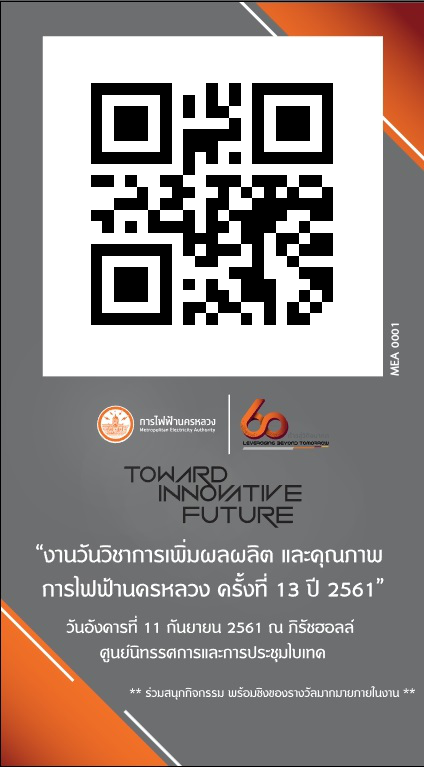 MEA 0001
การไฟฟ้านครหลวง
Metropolitan Electricity Authority
60
LEVERAGING BEYOND TOMORROW
TOWARD
INNOVATIVE
FUTURE
“งานวันวิชาการเพิ่มผลผลิต และคุณภาพ
การไฟฟ้านครหลวง ครั้งที่ 13 ปี 2561”
วันอังคารที่ 11 กันยายน 2561 ณ ภิรัชฮอลล์
ศูนย์นิทรรศการและการประชุมไบเทค
** ร่วมสนุกกิจกรรม พร้อมชิงของรางวัลมากมายภายในงาน **